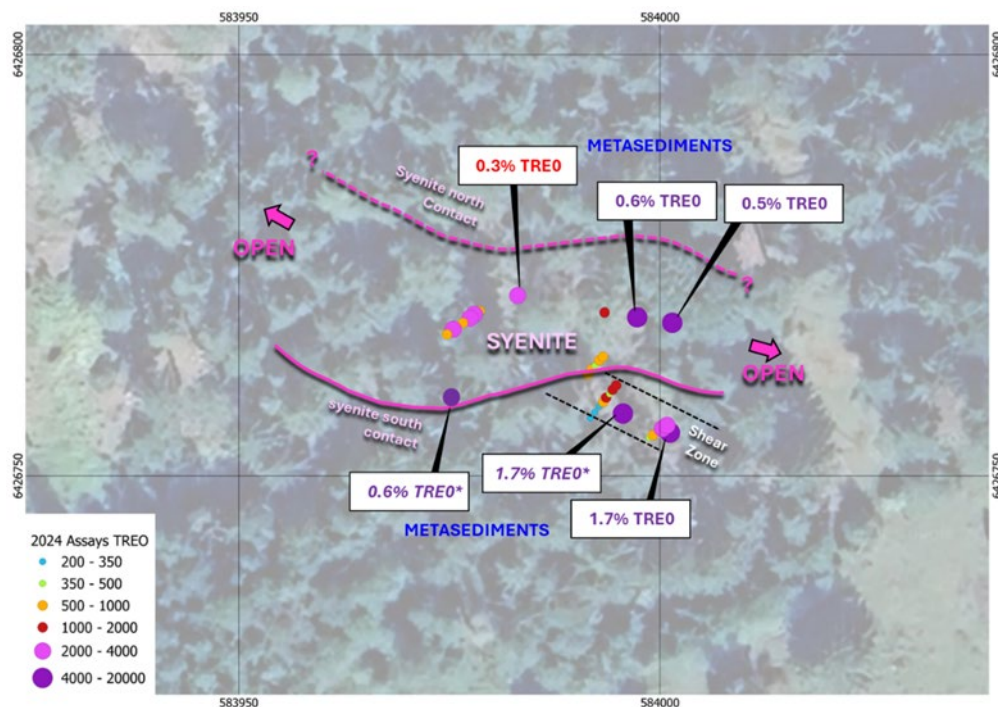 583950
584000
6426800
6426800
METASEDIMENTS
0.3% TRE0
?
Syenite north
Contact
0.6% TRE0
0.5% TRE0
OPEN
?
SYENITE
OPEN
syenite south
contact
Shear
Zone
0.6% TRE0*
1.7% TRE0*
1.7% TRE0
METASEDIMENTS
6426750
6426750
2024 Assays TREO
200 - 350
350 - 500
500 - 1000
1000 - 2000
2000 - 4000
4000 - 20000
583950
584000